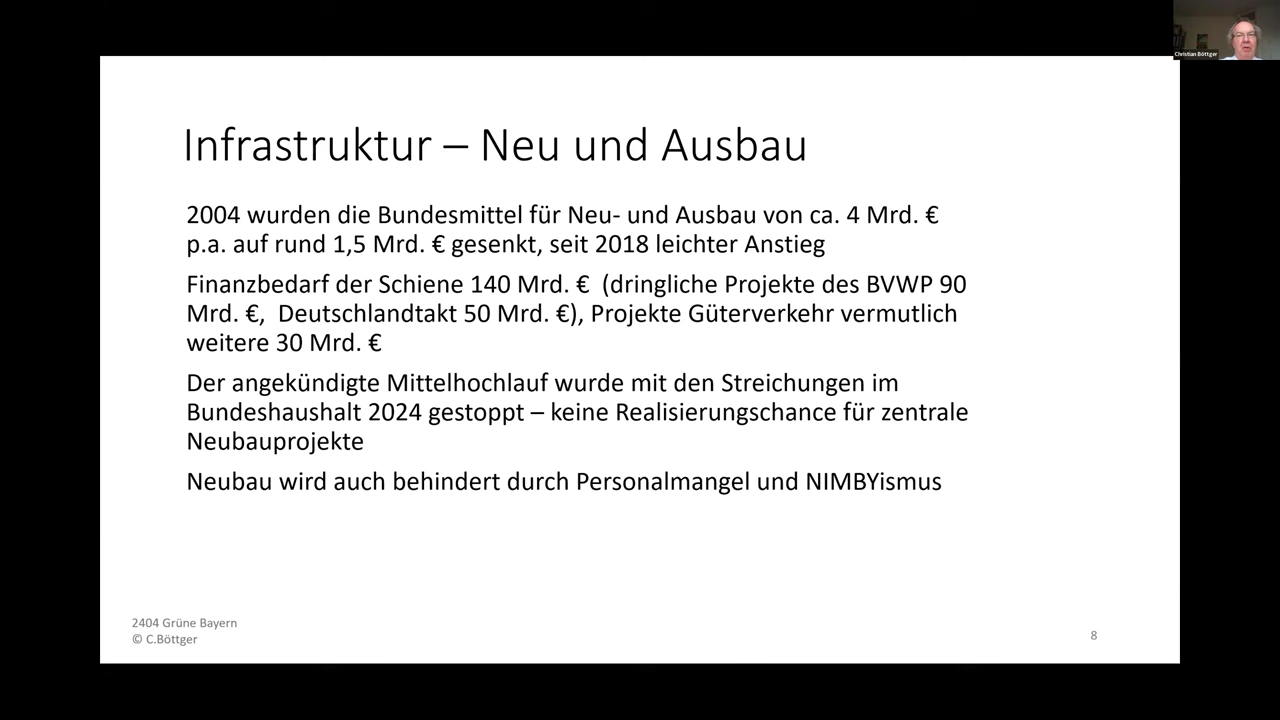 Christian Böttger
Infrastruktur – Neu und Ausbau
2004 wurden die Bundesmittel für Neu- und Ausbau von ca. 4 Mrd. €
p.a. auf rund 1,5 Mrd. € gesenkt, seit 2018 leichter Anstieg
Finanzbedarf der Schiene 140 Mrd. €  (dringliche Projekte des BVWP 90
Mrd. €,  Deutschlandtakt 50 Mrd. €), Projekte Güterverkehr vermutlich
weitere 30 Mrd. €
Der angekündigte Mittelhochlauf wurde mit den Streichungen im
Bundeshaushalt 2024 gestoppt – keine Realisierungschance für zentrale
Neubauprojekte
Neubau wird auch behindert durch Personalmangel und NIMBYismus
2404 Grüne Bayern
© C.Böttger
8